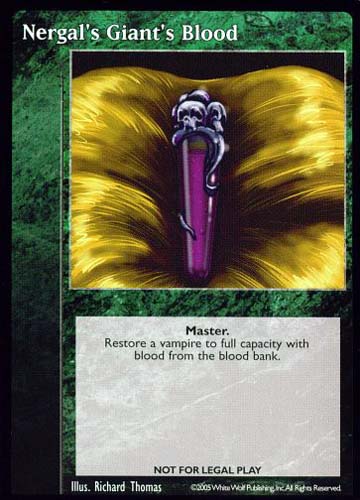 Nergal's Giant's Blood
Master.
Restore a vampire to full capacity with
blood from the blood bank.
NOT FOR LEGAL PLAY
Illus. Richard Thomas
©2005 White Wolf Publishing, Inc. All Rights Reserved.